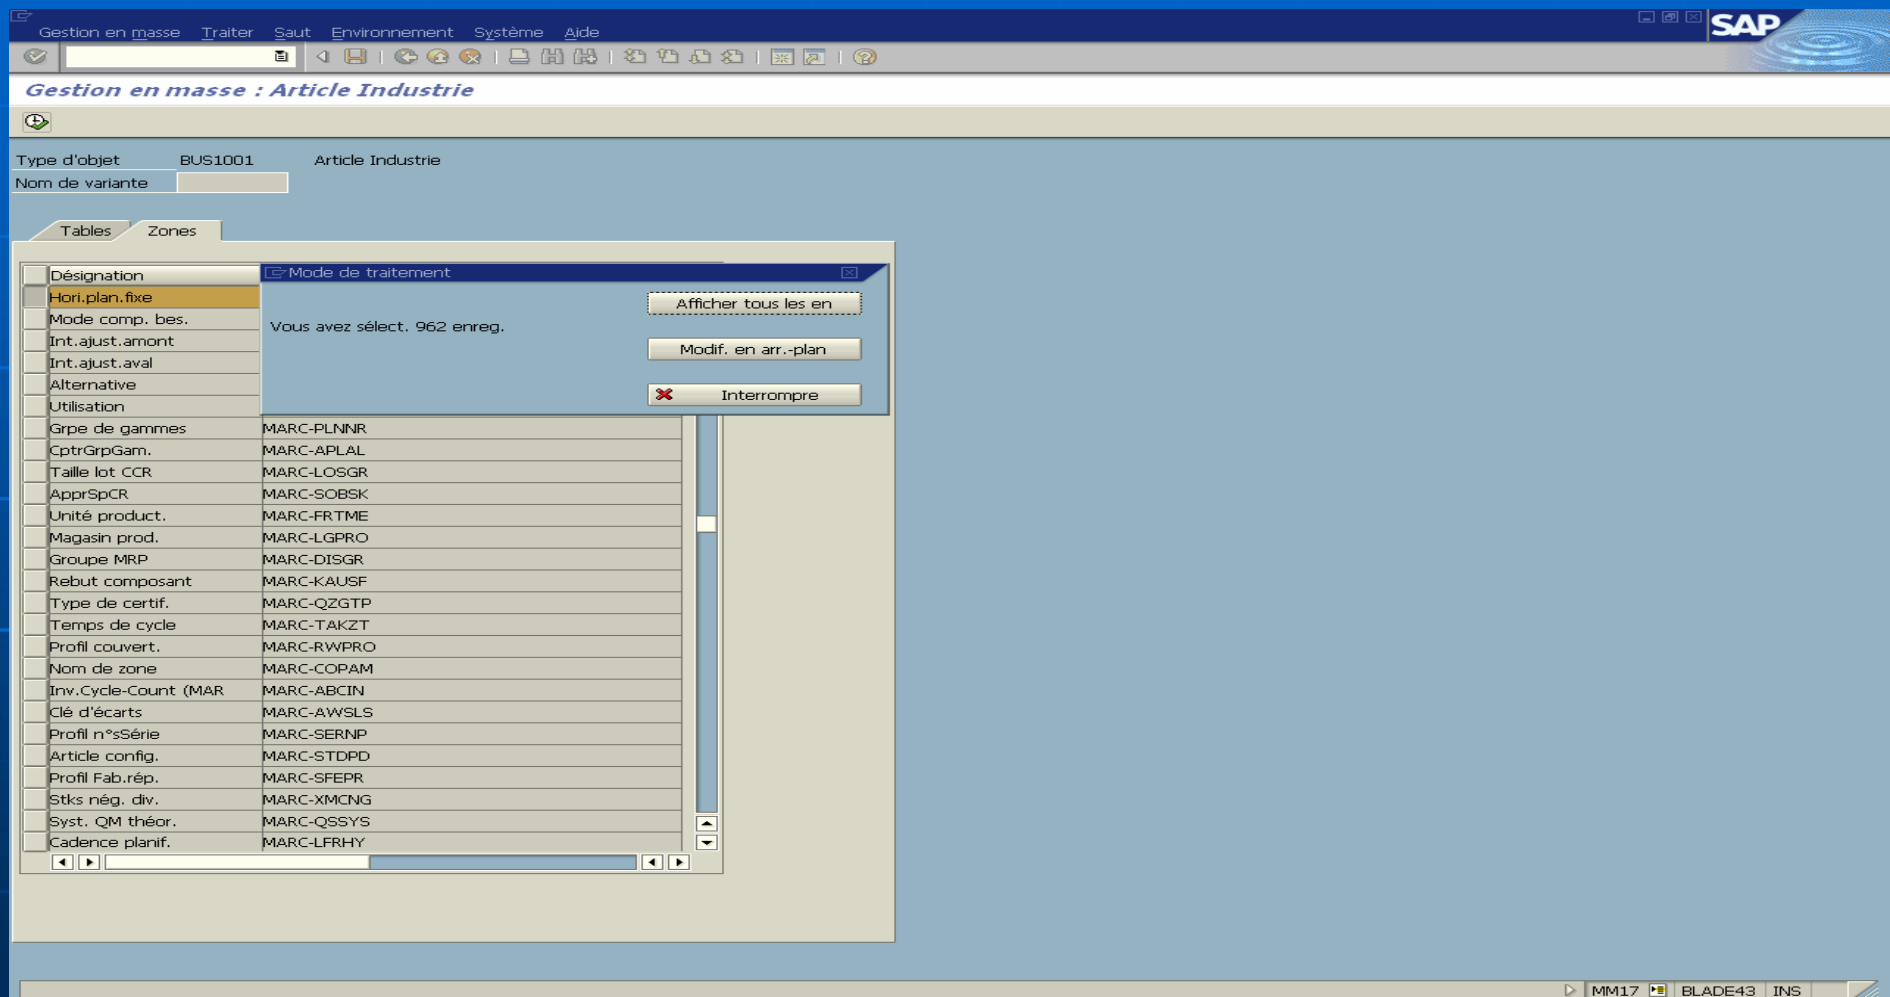 Gestion en masse Traiter Saut Environnement Système Aide
SAP
Gestion en masse : Article Industrie
Type d'objet BUS1001 Article Industrie
Nom de variante
Tables Zones
Désignation
Mode de traitement
Hori.plan.fixe
Afficher tous les en
Mode comp. bes.
Vous avez sélect. 962 enreg.
Int.ajust.amont
Modif. en arr.-plan
Int.ajust.aval
Alternative
Interrompre
Utilisation
Grpe de gammes MARC-PLNNR
CptrGrpGam. MARC-APLAL
Taille lot CCR MARC-LOSGR
ApprSpCR MARC-SOBSK
Unité product. MARC-FRTME
Magasin prod. MARC-LGPRO
Groupe MRP MARC-DISGR
Rebut composant MARC-KAUSF
Type de certif. MARC-QZGTP
Temps de cycle MARC-TAKZT
Profil couvert. MARC-RWPRO
Nom de zone MARC-COPAM
Inv.Cycle-Count (MAR MARC-ABCIN
Clé d'écarts MARC-AWSLS
Profil n°sSérie MARC-SERNP
Article config. MARC-STDPD
Profil Fab.rép. MARC-SFEPR
Stks nég. div. MARC-XMCNG
Syst. QM théor. MARC-QSSYS
Cadence planif. MARC-LFRHY
MM17 BLADE43 INS